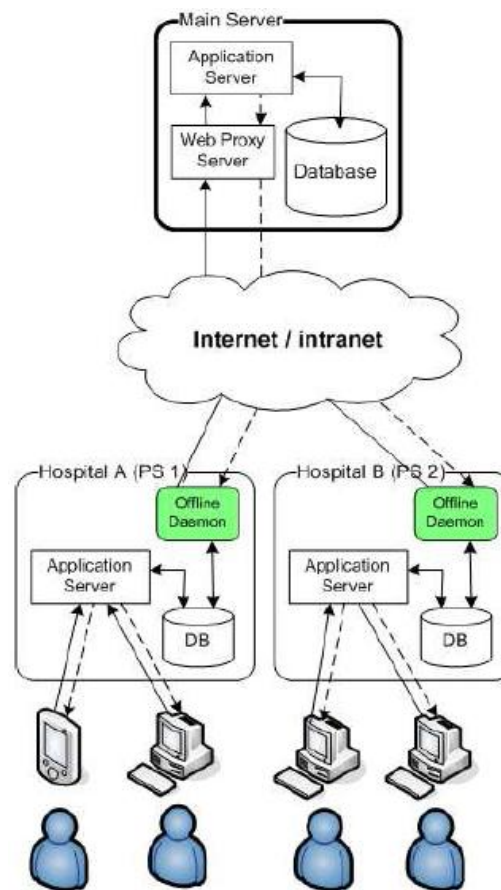 Main Server
Application
Server
Web Proxy
Server
Database
Internet / intranet
Hospital A (PS 1)
Offline
Daemon
Application
Server
DB
Hospital B (PS 2)
Offline
Daemon
Application
Server
DB